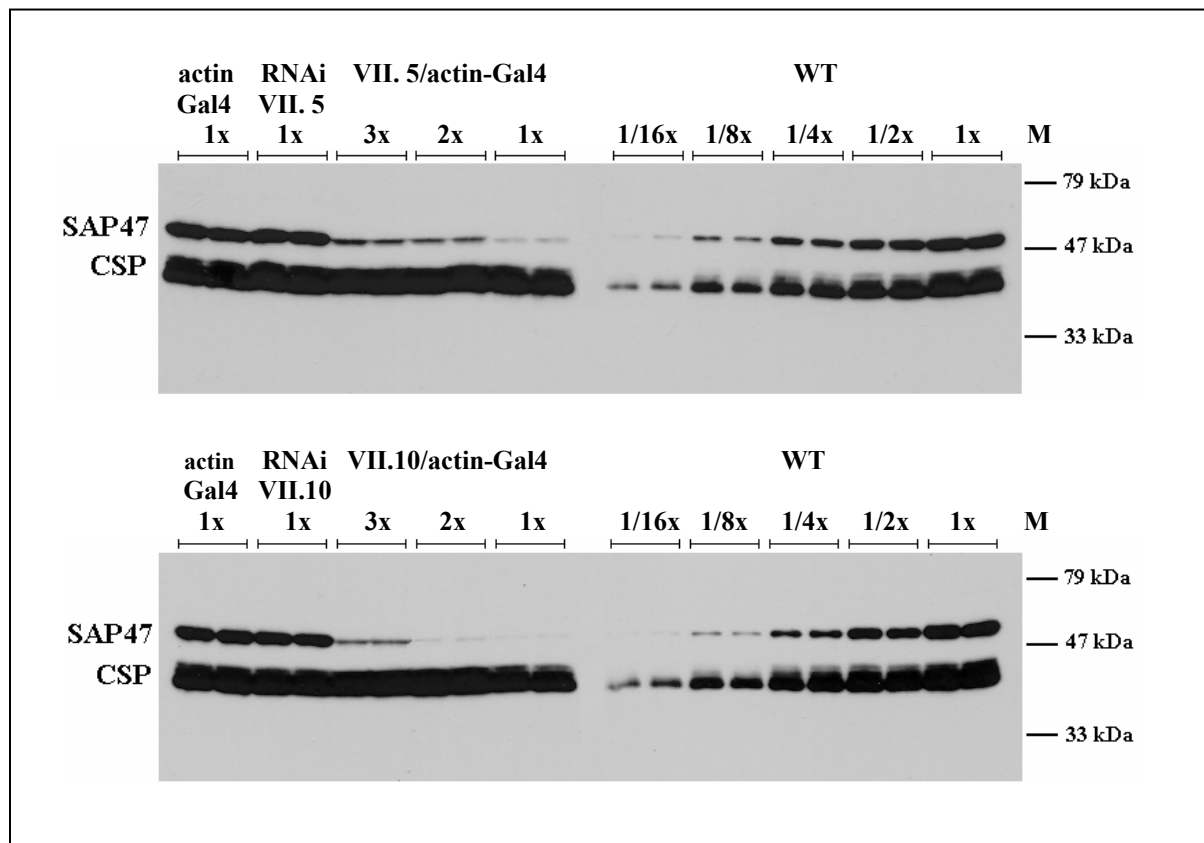 actin RNAi VII. 5/actin-Gal4 WT
Gal4 VII. 5
1x 1x 3x 2x 1x 1/16x 1/8x 1/4x 1/2x 1x M
79 kDa
SAP47
47 kDa
CSP
33 kDa
actin RNAi VII.10/actin-Gal4 WT
Gal4 VII.10
1x 1x 3x 2x 1x 1/16x 1/8x 1/4x 1/2x 1x M
79 kDa
SAP47
47 kDa
CSP
33 kDa